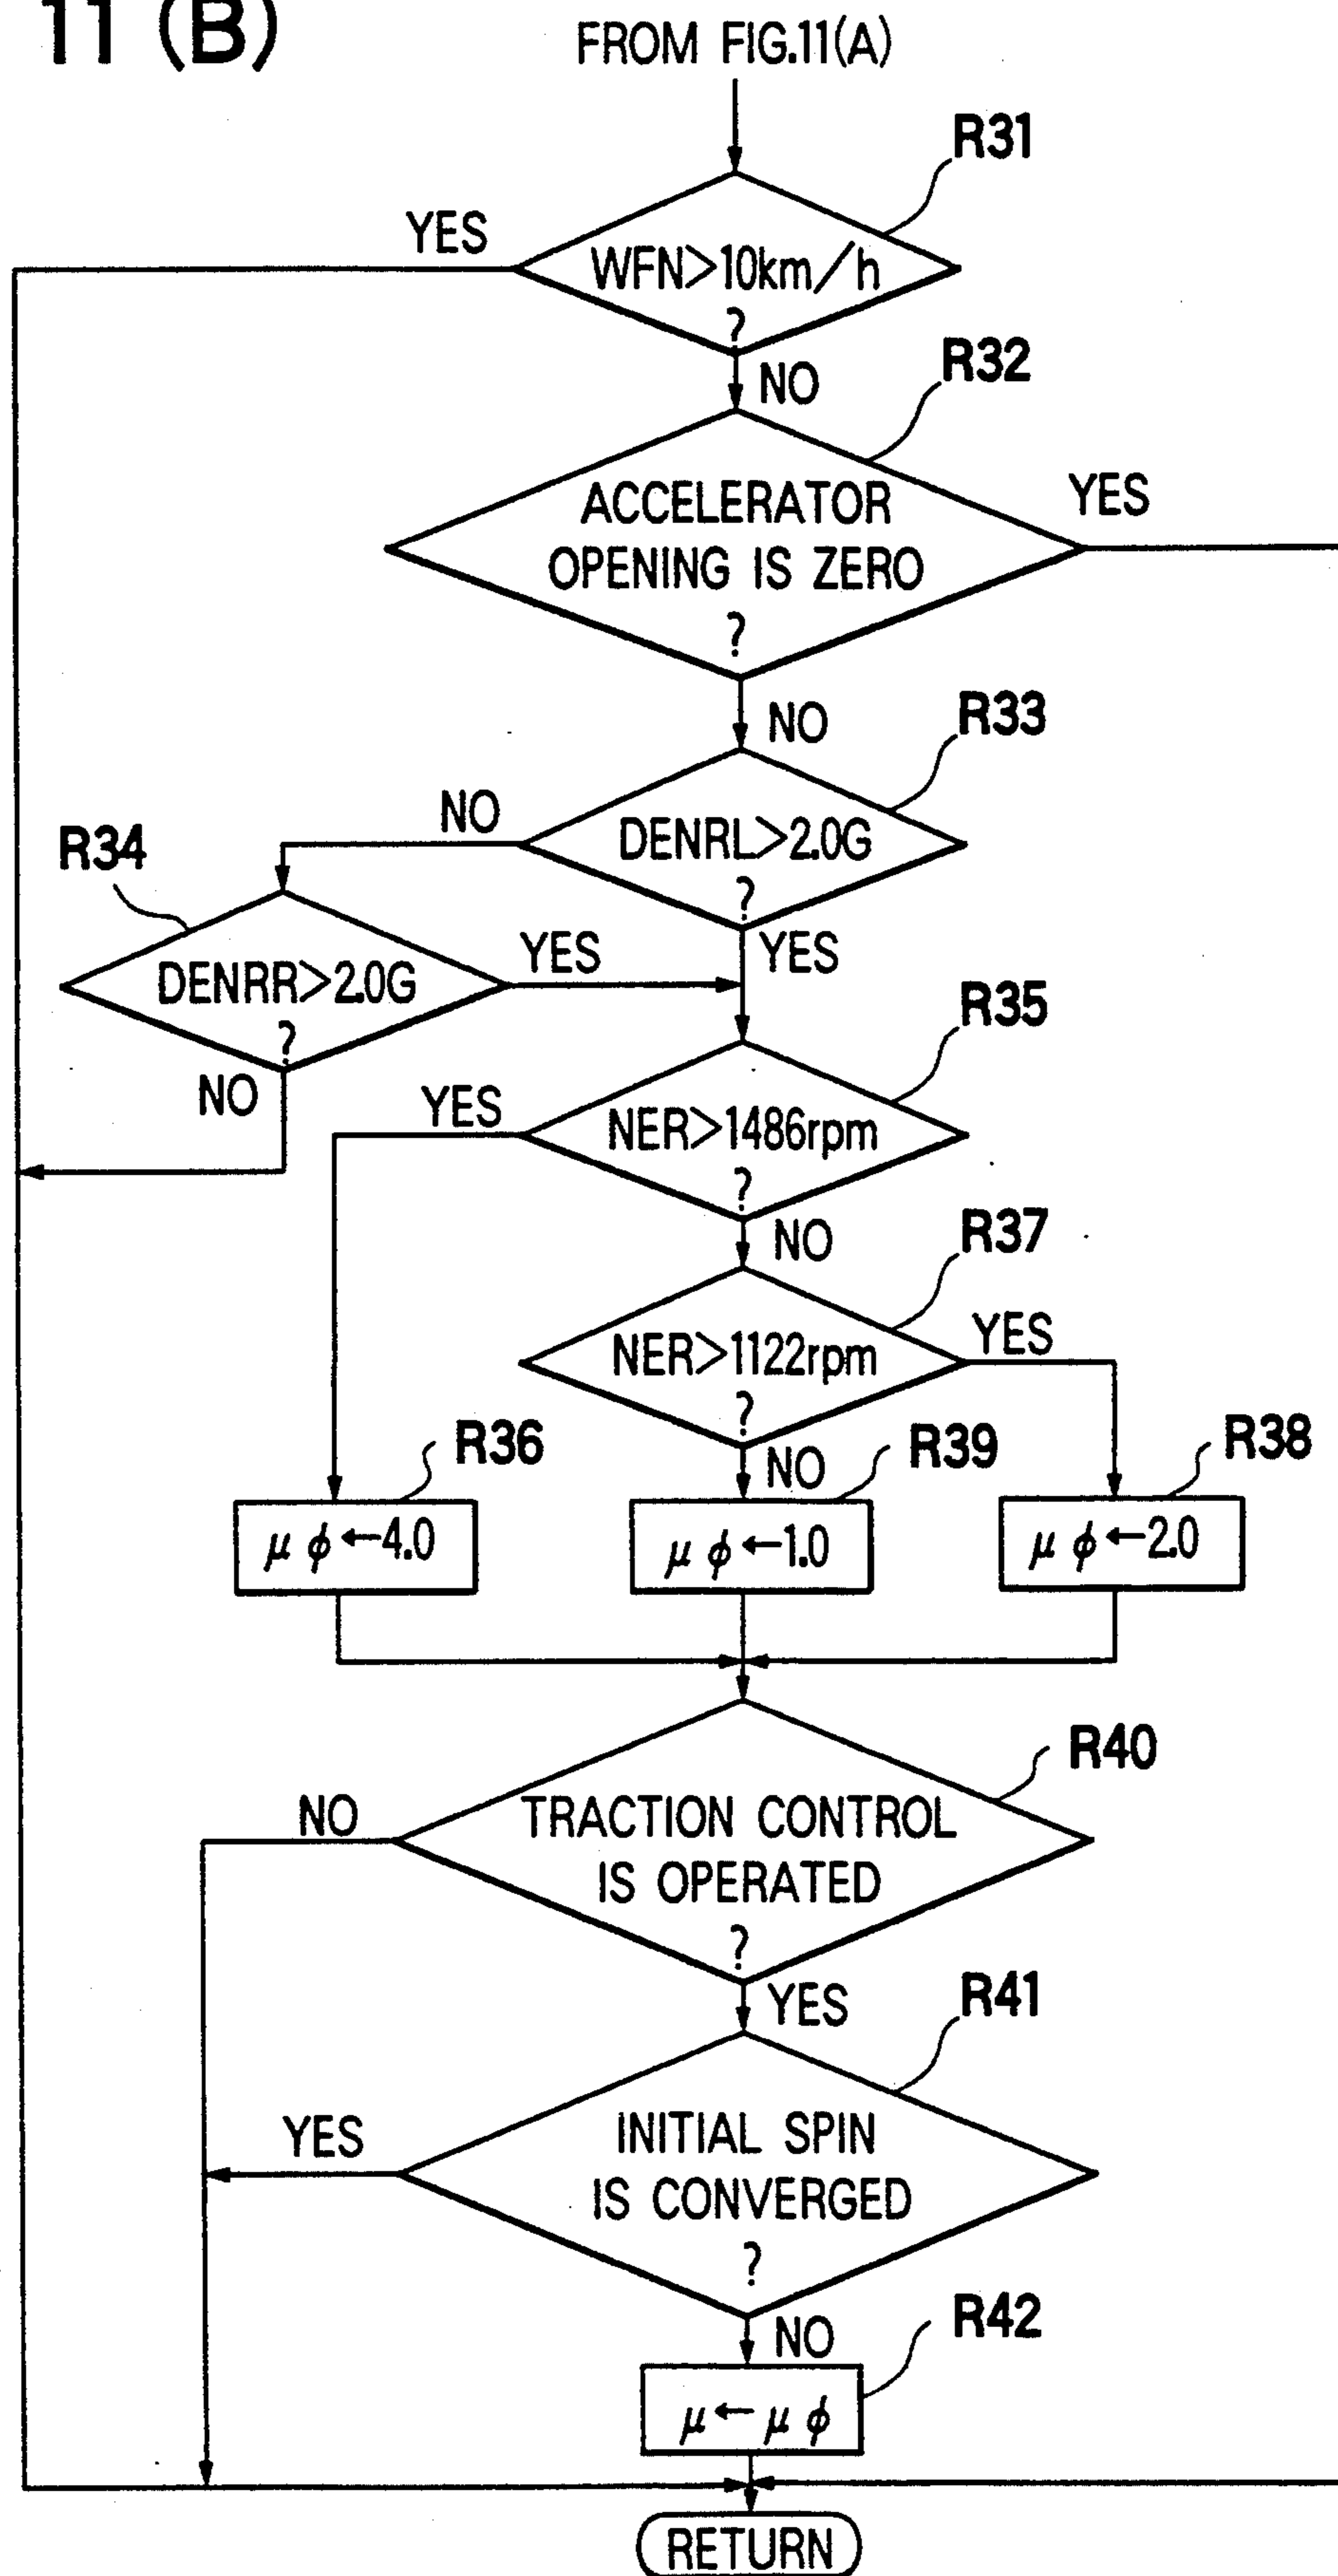 11 (B)
FROM FIG.11(A)
R31
YES
WFN>10km/h
?
NO
R32
ACCELERATOR
OPENING IS ZERO
?
YES
NO
R33
NO
DENRL>2.0G
?
R34
YES
YES
DENRR>2.0G
?
NO
R35
YES
NER>1486rpm
?
NO
R37
NER>1122rpm
?
YES
R36
NO
R39
R38
μ φ←4.0
μ φ←1.0
μ φ←2.0
R40
NO
TRACTION CONTROL
IS OPERATED
?
YES
R41
YES
INITIAL SPIN
IS CONVERGED
?
NO
R42
μ← μ φ
RETURN